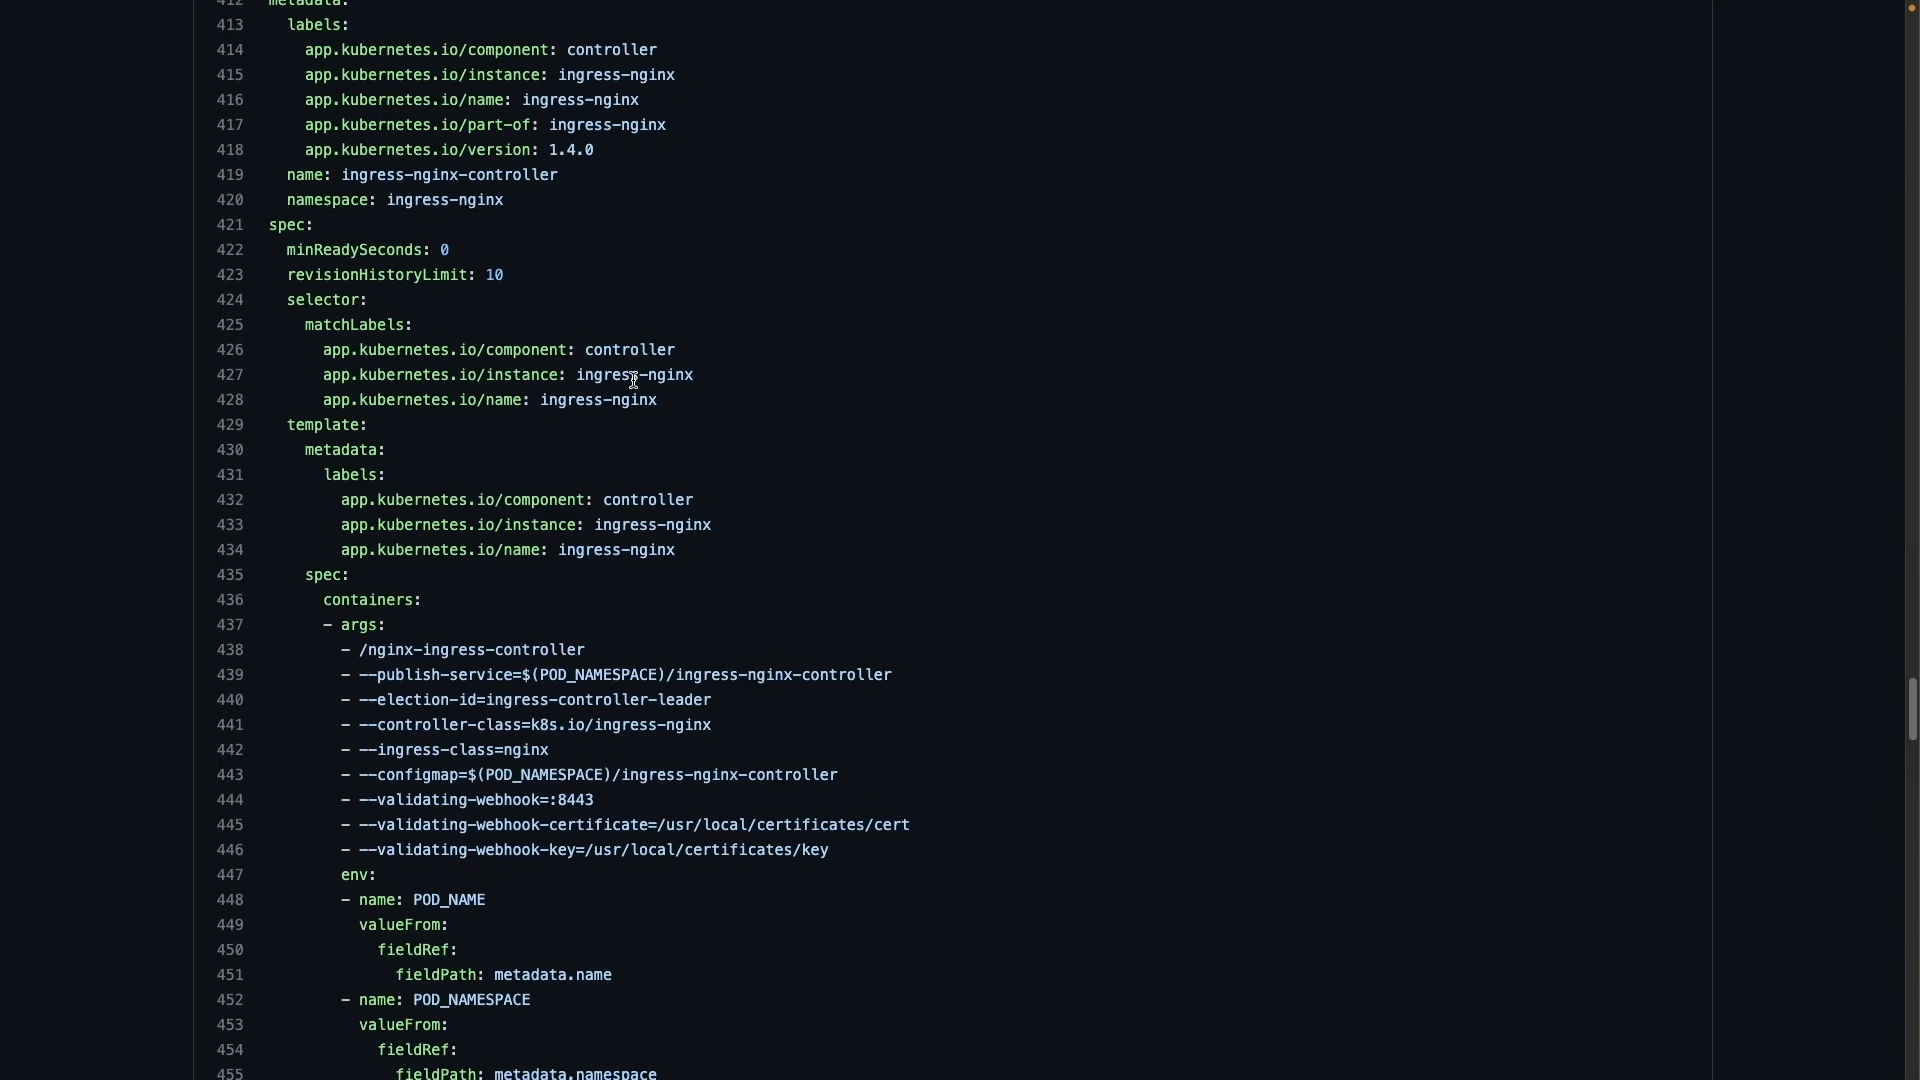 412 metadata:
413 labels:
414 app.kubernetes.io/component: controller
415 app.kubernetes.io/instance: ingress-nginx
416 app.kubernetes.io/name: ingress-nginx
417 app.kubernetes.io/part-of: ingress-nginx
418 app.kubernetes.io/version: 1.4.0
419 name: ingress-nginx-controller
420 namespace: ingress-nginx
421 spec:
422 minReadySeconds: 0
423 revisionHistoryLimit: 10
424 selector:
425 matchLabels:
426 app.kubernetes.io/component: controller
427 app.kubernetes.io/instance: ingress-nginx
428 app.kubernetes.io/name: ingress-nginx
429 template:
430 metadata:
431 labels:
432 app.kubernetes.io/component: controller
433 app.kubernetes.io/instance: ingress-nginx
434 app.kubernetes.io/name: ingress-nginx
435 spec:
436 containers:
437 - args:
438 - /nginx-ingress-controller
439 - --publish-service=$(POD_NAMESPACE)/ingress-nginx-controller
440 - --election-id=ingress-controller-leader
441 - --controller-class=k8s.io/ingress-nginx
442 - --ingress-class=nginx
443 - --configmap=$(POD_NAMESPACE)/ingress-nginx-controller
444 - --validating-webhook=:8443
445 - --validating-webhook-certificate=/usr/local/certificates/cert
446 - --validating-webhook-key=/usr/local/certificates/key
447 env:
448 - name: POD_NAME
449 valueFrom:
450 fieldRef:
451 fieldPath: metadata.name
452 - name: POD_NAMESPACE
453 valueFrom:
454 fieldRef:
455 fieldPath: metadata.namespace